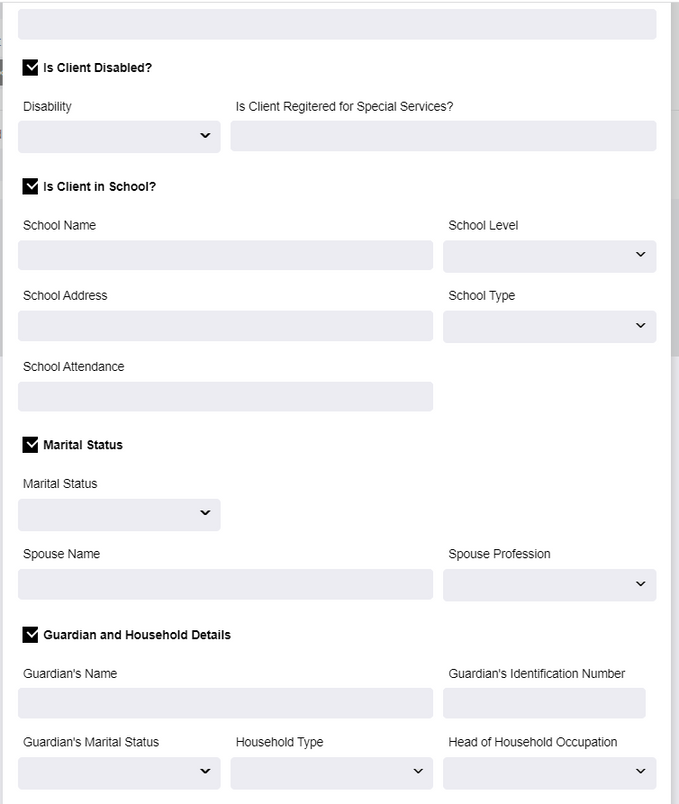 Is Client Disabled?
Disability
Is Client Regitered for Special Services?
Is Client in School?
School Name
School Level
School Address
School Type
School Attendance
Marital Status
Marital Status
Spouse Name
Spouse Profession
Guardian and Household Details
Guardian's Name
Guardian's Identification Number
Guardian's Marital Status
Household Type
Head of Household Occupation